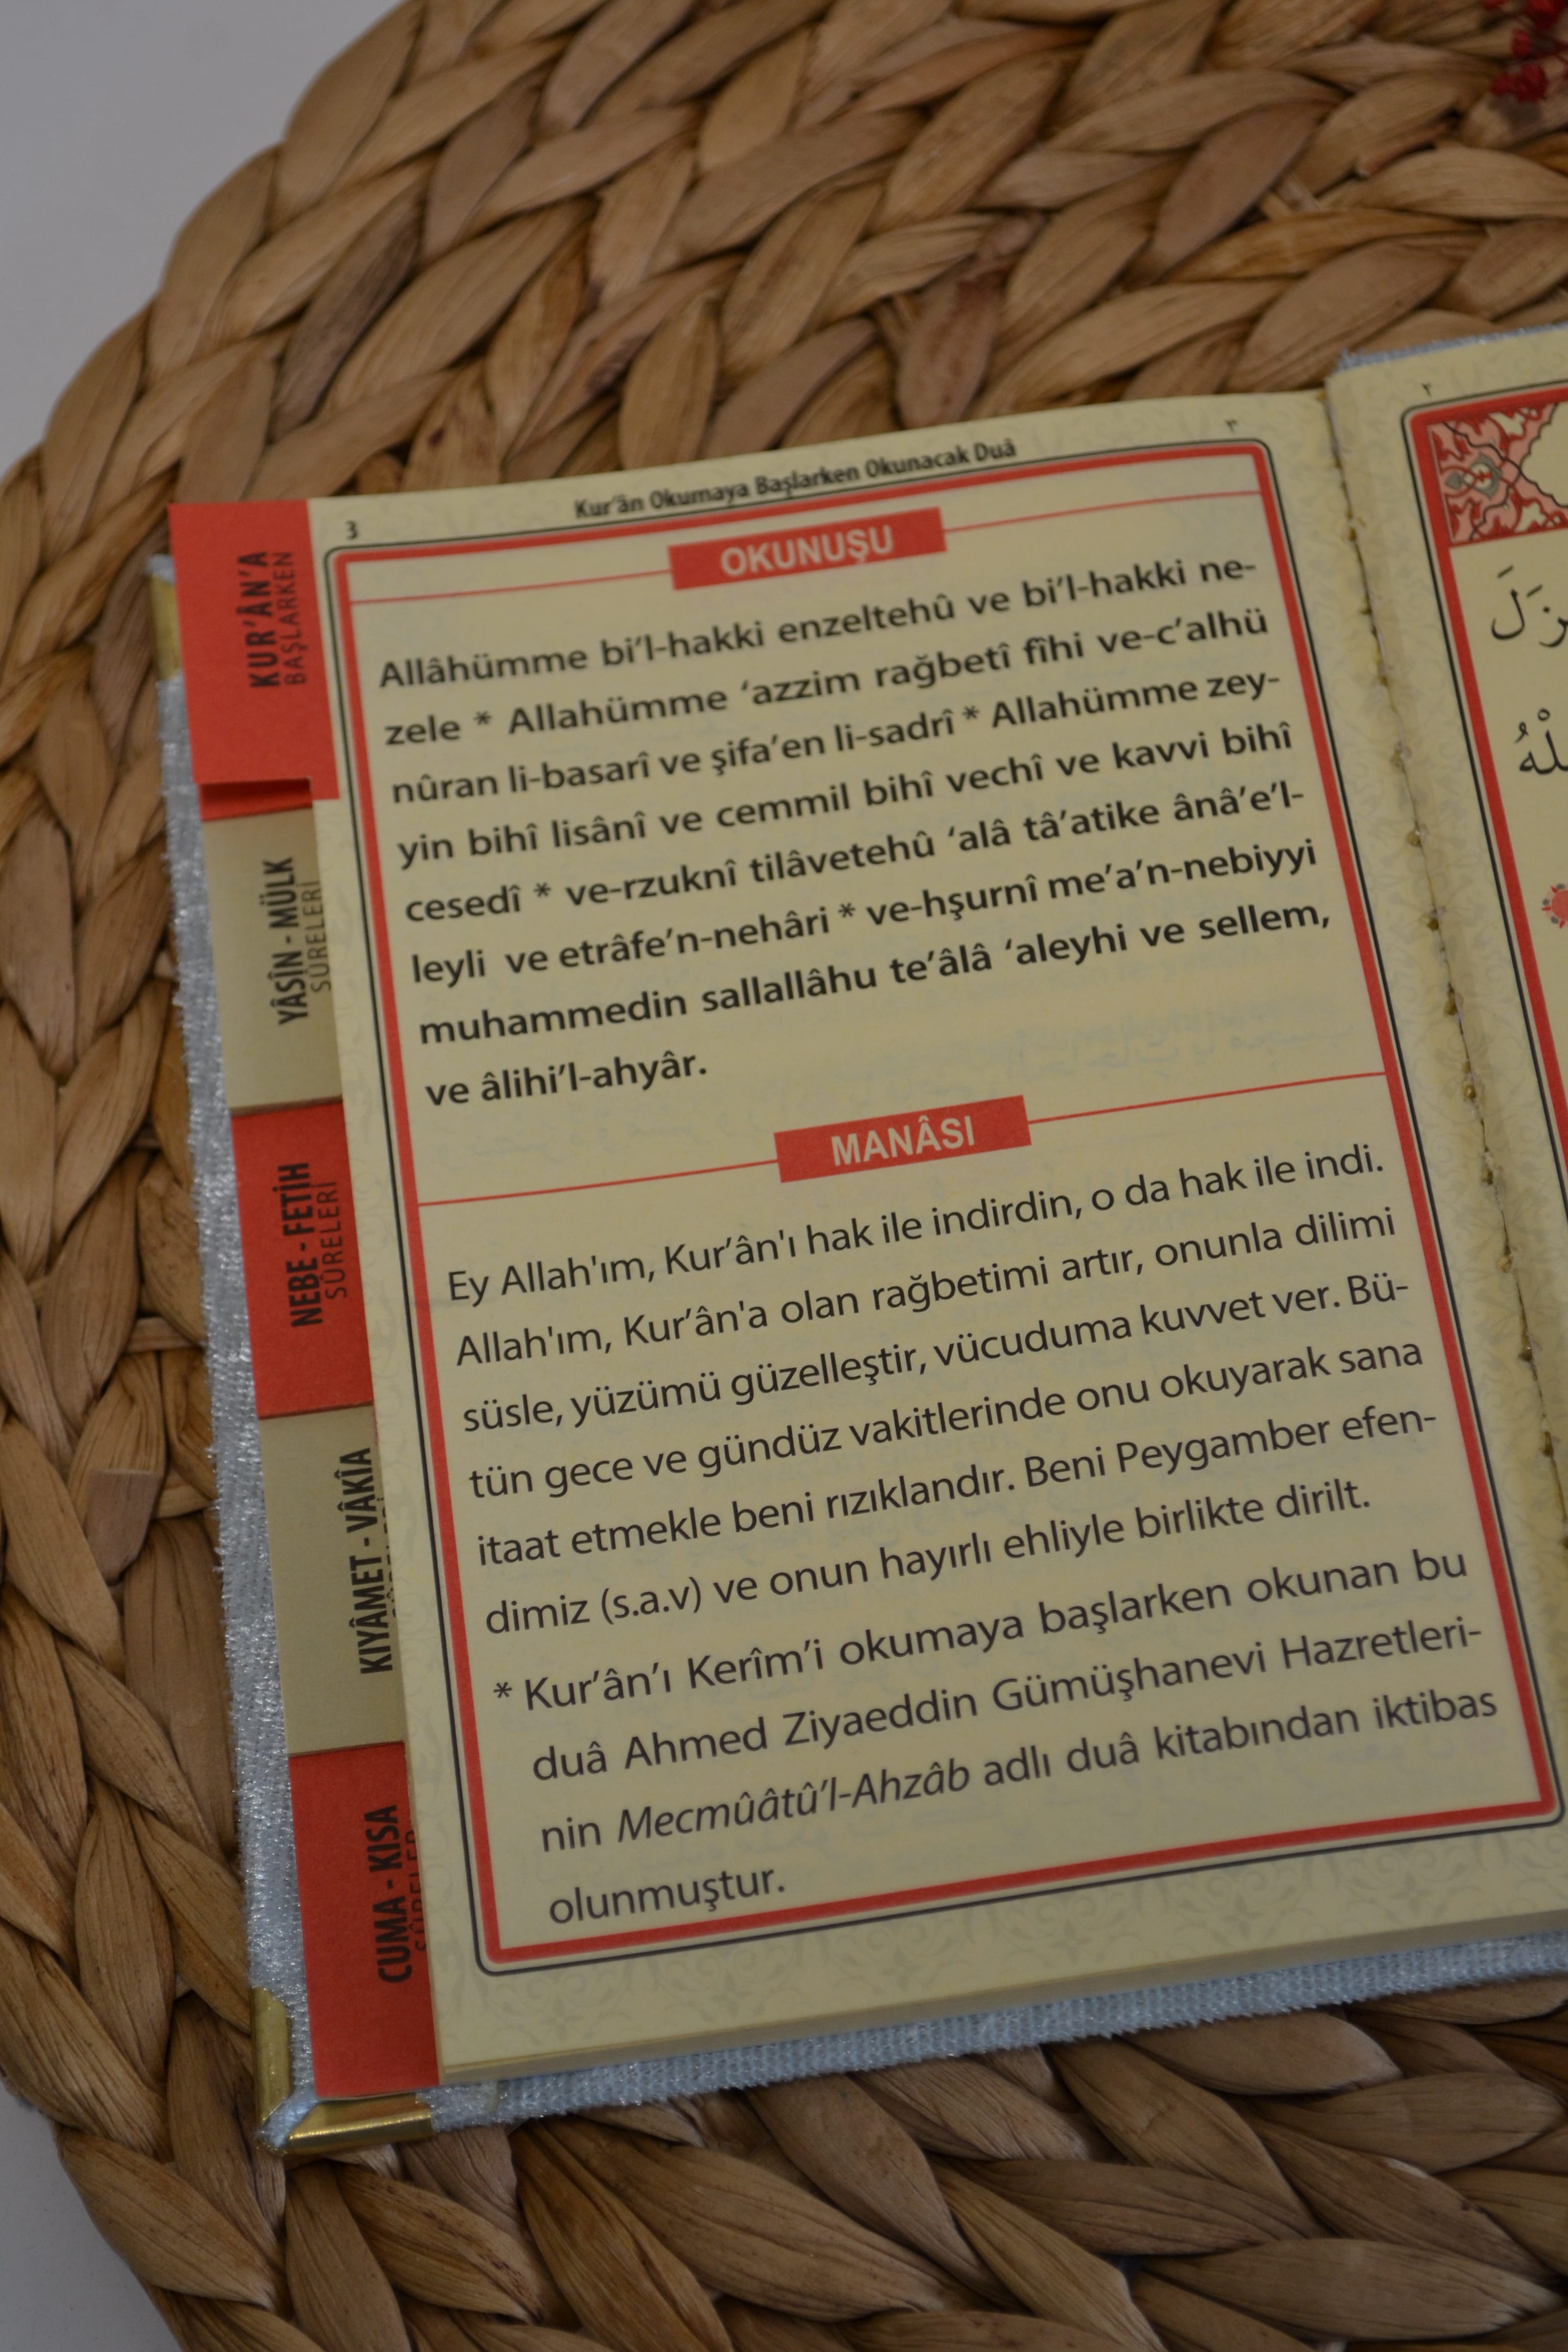 3
Kur'ân Okumaya Başlarken Okunacak Duâ
٣
OKUNUŞU
Allâhümme bi'l-hakki enzeltehû ve bi'l-hakki ne-
zele * Allahümme 'azzim rağbetî fîhi ve-c'alhü
nûran li-basarî ve şifa'en li-sadrî * Allahümme zey-
yin bihî lisânî ve cemmil bihî vechî ve kavvi bihî
cesedî * ve-rzuknî tilâvetehû 'alâ tâ'atike ânâ'e'l-
leyli ve etrâfe'n-nehâri * ve-hşurnî me'a'n-nebiyyi
muhammedin sallallâhu te'âlâ 'aleyhi ve sellem,
ve âlihi'l-ahyâr.
MANÂSI
Ey Allah'ım, Kur'ân'ı hak ile indirdin, o da hak ile indi.
Allah'ım, Kur'ân'a olan rağbetimi artır, onunla dilimi
süsle, yüzümü güzelleştir, vücuduma kuvvet ver. Bü-
tün gece ve gündüz vakitlerinde onu okuyarak sana
itaat etmekle beni rızıklandır. Beni Peygamber efen-
dimiz (s.a.v) ve onun hayırlı ehliyle birlikte dirilt.
* Kur'ân'ı Kerîm'i okumaya başlarken okunan bu
duâ Ahmed Ziyaeddin Gümüşhanevi Hazretleri-
nin Mecmûâtû'l-Ahzâb adlı duâ kitabından iktibas
olunmuştur.
KUR'ÂN'A
BAŞLARKEN
YÂSÎN - MÜLK
SÛRELERİ
NEBE - FETİH
SÛRELERİ
KIYÂMET - VÂKÎA
CUMA - KISA
٢